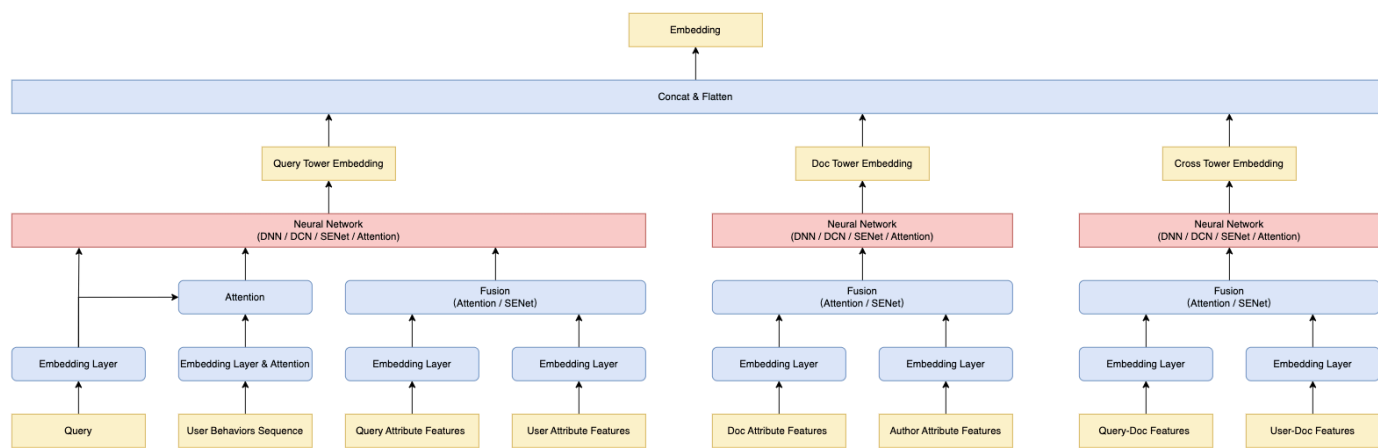 Embedding
Concat & Flatten
Query Tower Embedding
Doc Tower Embedding
Cross Tower Embedding
Neural Network
(DNN / DCN / SENet / Attention)
Neural Network
(DNN / DCN / SENet / Attention)
Neural Network
(DNN / DCN / SENet / Attention)
Attention
Fusion
(Attention / SENet)
Fusion
(Attention / SENet)
Fusion
(Attention / SENet)
Embedding Layer
Embedding Layer & Attention
Embedding Layer
Embedding Layer
Embedding Layer
Embedding Layer
Embedding Layer
Embedding Layer
Query
User Behaviors Sequence
Query Attribute Features
User Attribute Features
Doc Attribute Features
Author Attribute Features
Query-Doc Features
User-Doc Features